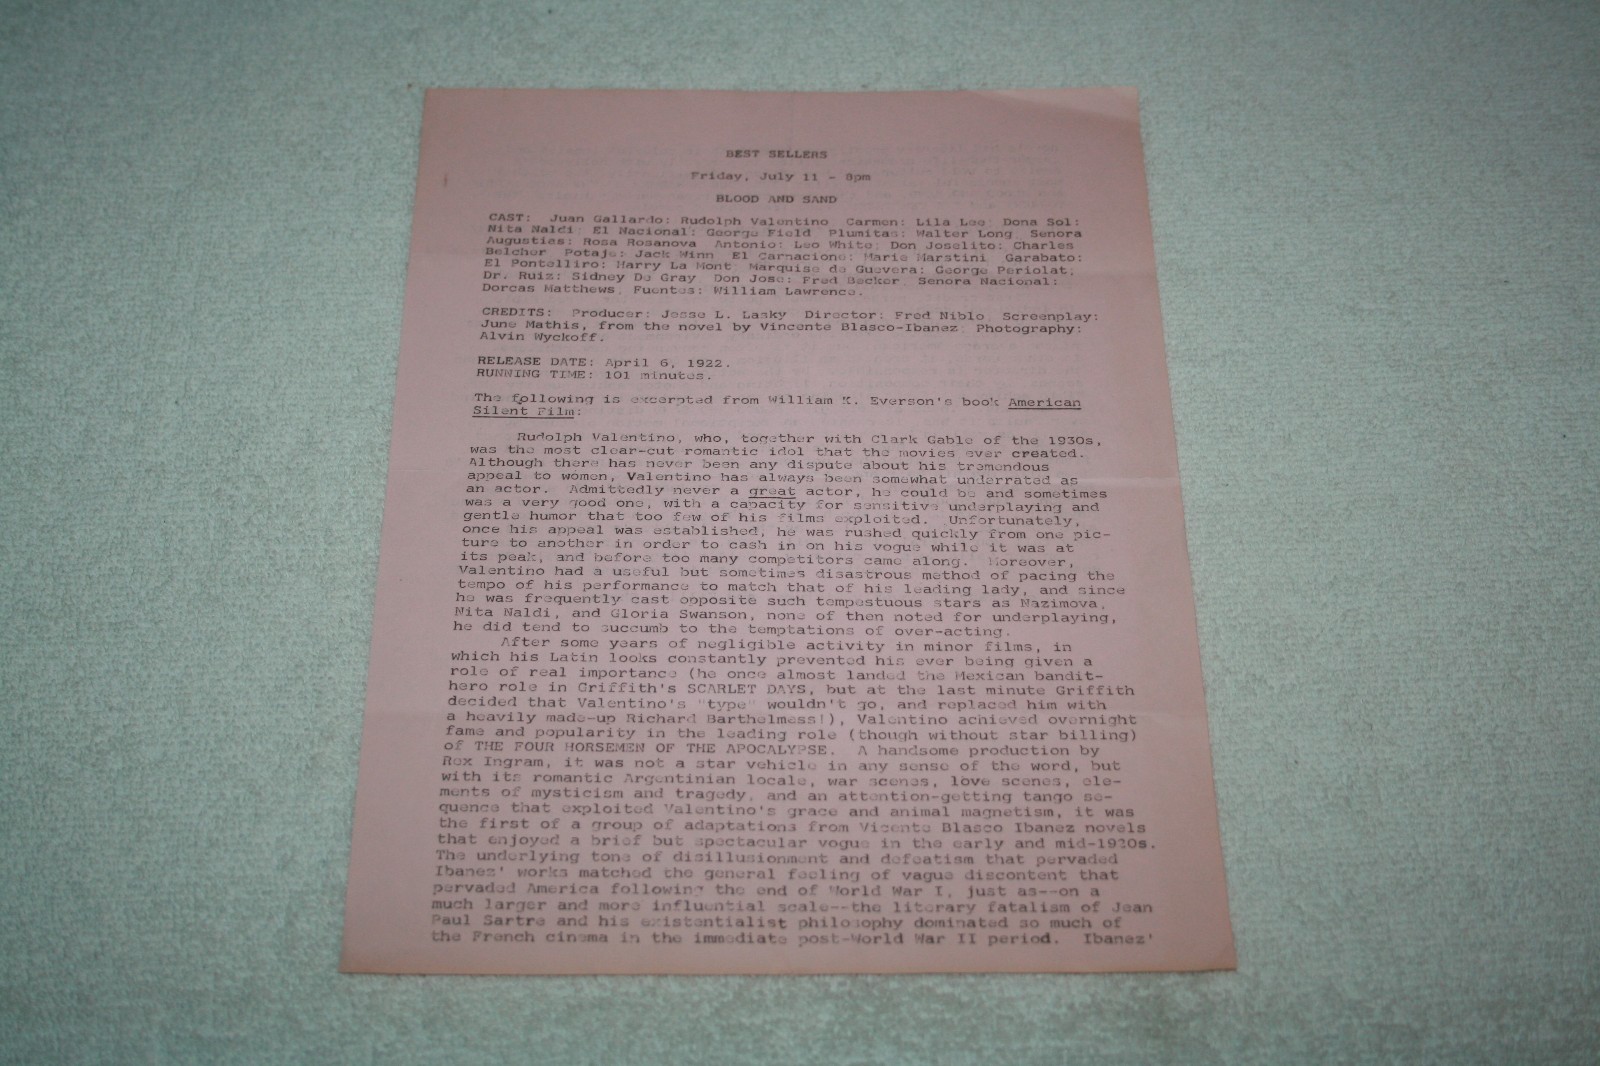 BEST SELLERS
Friday, July 11 - 8pm
BLOOD AND SAND
CAST: Juan Gallardo: Rudolph Valentino Carmen: Lila Lee Dona Sol:
Nita Naldi El Nacional: George Field Plumitas: Walter Long Senora
Augustias: Rosa Rosanova Antonio: Leo White Don Joselito: Charles
Belcher Potaje: Jack Winn El Carnacione: Marie Marstini Garabato:
El Pontelliro: Harry La Mont Marquise de Guevera: George Periolat,
Dr. Ruiz: Sidney De Gray Don Jose: Fred Becker Senora Nacional:
Dorcas Matthews Fuentes: William Lawrence.
CREDITS: Producer: Jesse L. Lasky Director: Fred Niblo Screenplay:
June Mathis, from the novel by Vincente Blasco-Ibanez Photography:
Alvin Wyckoff.
RELEASE DATE: April 6, 1922.
RUNNING TIME: 101 minutes.
The following is excerpted from William K. Everson's book American
Silent Film:
Rudolph Valentino, who, together with Clark Gable of the 1930s,
was the most clear-cut romantic idol that the movies ever created.
Although there has never been any dispute about his tremendous
appeal to women, Valentino has always been somewhat underrated as
an actor. Admittedly never a great actor, he could be and sometimes
was a very good one, with a capacity for sensitive underplaying and
gentle humor that too few of his films exploited. Unfortunately,
once his appeal was established, he was rushed quickly from one pic-
ture to another in order to cash in on his vogue while it was at
its peak, and before too many competitors came along. Moreover,
Valentino had a useful but sometimes disastrous method of pacing the
tempo of his performance to match that of his leading lady, and since
he was frequently cast opposite such tempestuous stars as Nazimova,
Nita Naldi, and Gloria Swanson, none of then noted for underplaying,
he did tend to succumb to the temptations of over-acting.
After some years of negligible activity in minor films, in
which his Latin looks constantly prevented his ever being given a
role of real importance (he once almost landed the Mexican bandit-
hero role in Griffith's SCARLET DAYS, but at the last minute Griffith
decided that Valentino's "type" wouldn't go, and replaced him with
a heavily made-up Richard Barthelmess!), Valentino achieved overnight
fame and popularity in the leading role (though without star billing)
of THE FOUR HORSEMEN OF THE APOCALYPSE. A handsome production by
Rex Ingram, it was not a star vehicle in any sense of the word, but
with its romantic Argentinian locale, war scenes, love scenes, ele-
ments of mysticism and tragedy, and an attention-getting tango se-
quence that exploited Valentino's grace and animal magnetism, it was
the first of a group of adaptations from Vicente Blasco Ibanez novels
that enjoyed a brief but spectacular vogue in the early and mid-1920s.
The underlying tone of disillusionment and defeatism that pervaded
Ibanez' works matched the general feeling of vague discontent that
pervaded America following the end of World War I, just as--on a
much larger and more influential scale--the literary fatalism of Jean
Paul Sartre and his existentialist philosophy dominated so much of
the French cinema in the immediate post-World War II period. Ibanez'